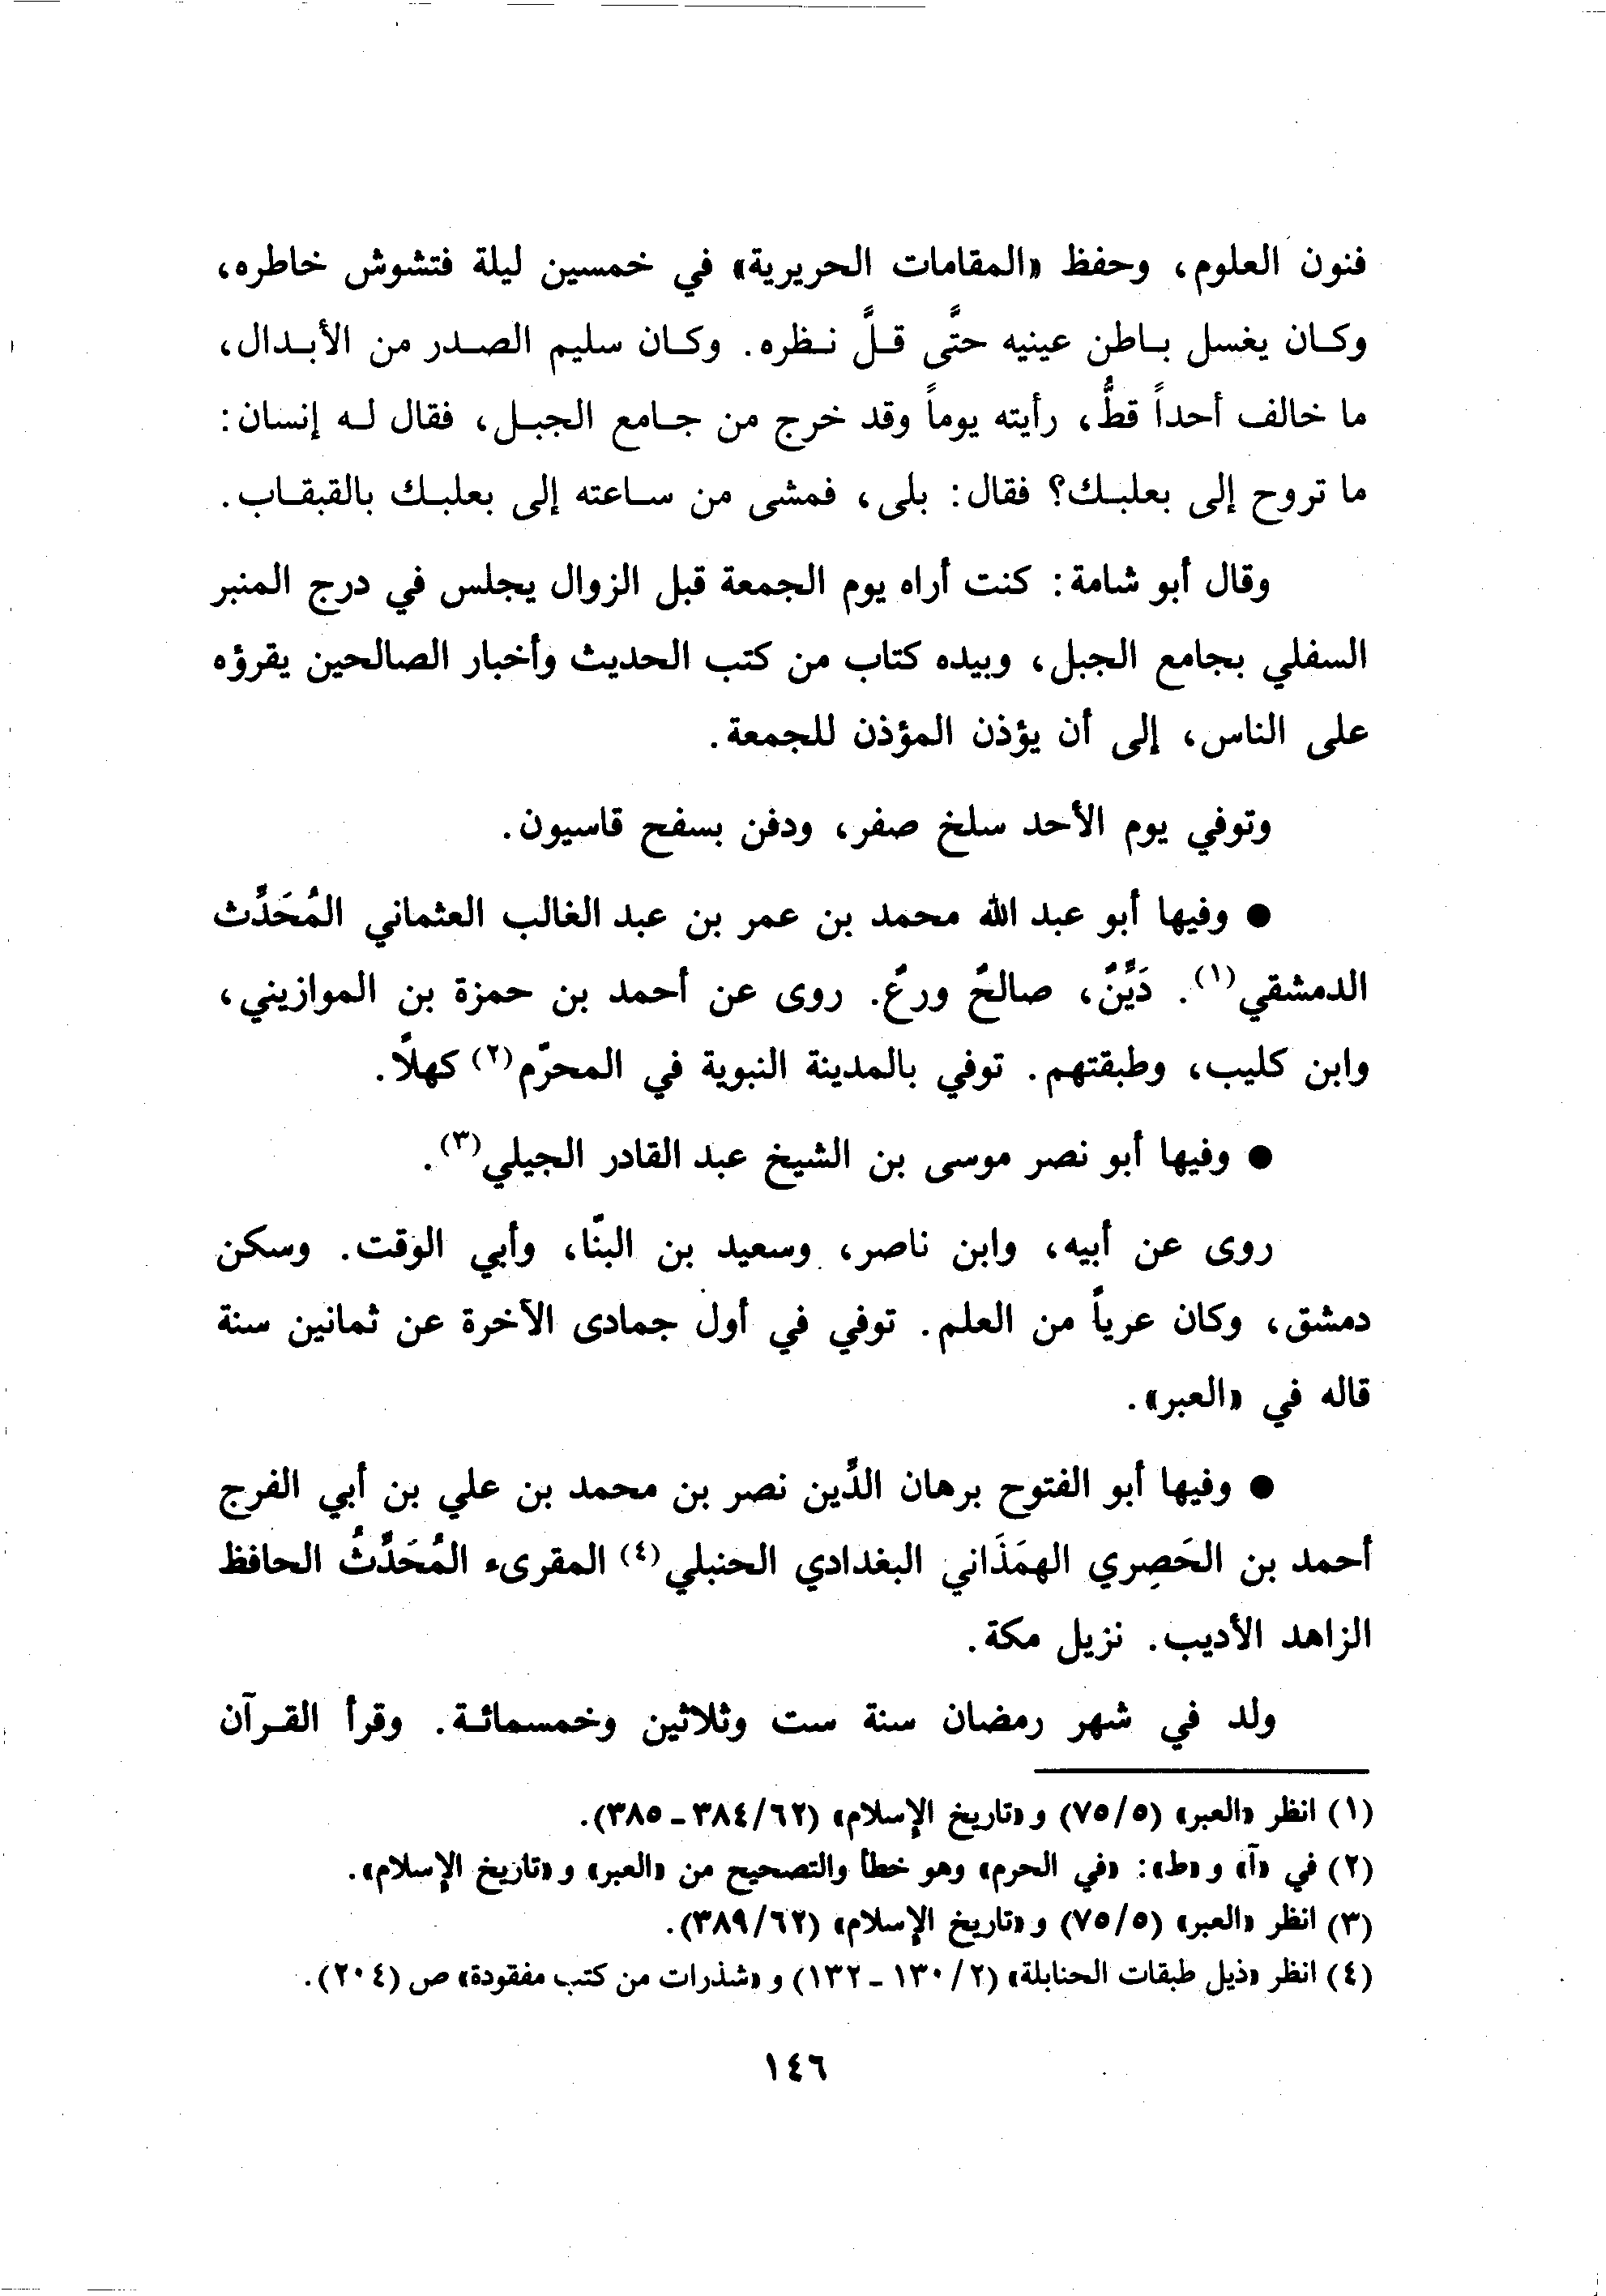 فنون العلوم، وحفظ «المقامات الحريرية» في خمسين ليلة فتشوش خاطره،
وكان يغسل باطن عينيه حتَّى قلَّ نظره. وكان سليم الصدر من الأبدال،
ما خالف أحداً قطُّ، رأيته يوماً وقد خرج من جامع الجبل، فقال له إنسان:
ما تروح إلى بعلبك؟ فقال: بلى، فمشى من ساعته إلى بعلبك بالقبقاب.
وقال أبو شامة: كنت أراه يوم الجمعة قبل الزوال يجلس في درج المنبر
السفلي بجامع الجبل، وبيده كتاب من كتب الحديث وأخبار الصالحين يقرؤه
على الناس، إلى أن يؤذن المؤذن للجمعة.
وتوفي يوم الأحد سلخ صفر، ودفن بسفح قاسيون.
● وفيها أبو عبد الله محمد بن عمر بن عبد الغالب العثماني المُحَدِّث
الدمشقي(١). دَيِّنٌ، صالحٌ ورعٌ. روى عن أحمد بن حمزة بن الموازيني،
وابن كليب، وطبقتهم. توفي بالمدينة النبوية في المحرّم(٢) كهلاً.
● وفيها أبو نصر موسى بن الشيخ عبد القادر الجيلي(٣).
روى عن أبيه، وابن ناصر، وسعيد بن البنّا، وأبي الوقت. وسكن
دمشق، وكان عرياً من العلم. توفي في أول جمادى الآخرة عن ثمانين سنة
قاله في «العبر».
● وفيها أبو الفتوح برهان الدِّين نصر بن محمد بن علي بن أبي الفرج
أحمد بن الحَصِري الهمَذَاني البغدادي الحنبلي(٤) المقرىء المُحَدِّثُ الحافظ
الزاهد الأديب. نزيل مكة.
ولد في شهر رمضان سنة ست وثلاثين وخمسمائة. وقرأ القرآن
(١) انظر «العبر» (٧٥/٥) و«تاريخ الإسلام» (٣٨٤/٦٢ - ٣٨٥).
(٢) في «آ» و«ط»: «في الحرم» وهو خطأ والتصحيح من «العبر» و«تاريخ الإسلام».
(٣) انظر «العبر» (٧٥/٥) و«تاريخ الإسلام» (٣٨٩/٦٢).
(٤) انظر «ذيل طبقات الحنابلة» (١٣٠/٢ - ١٣٢) و«شذرات من كتب مفقودة» ص (٢٠٤).
١٤٦